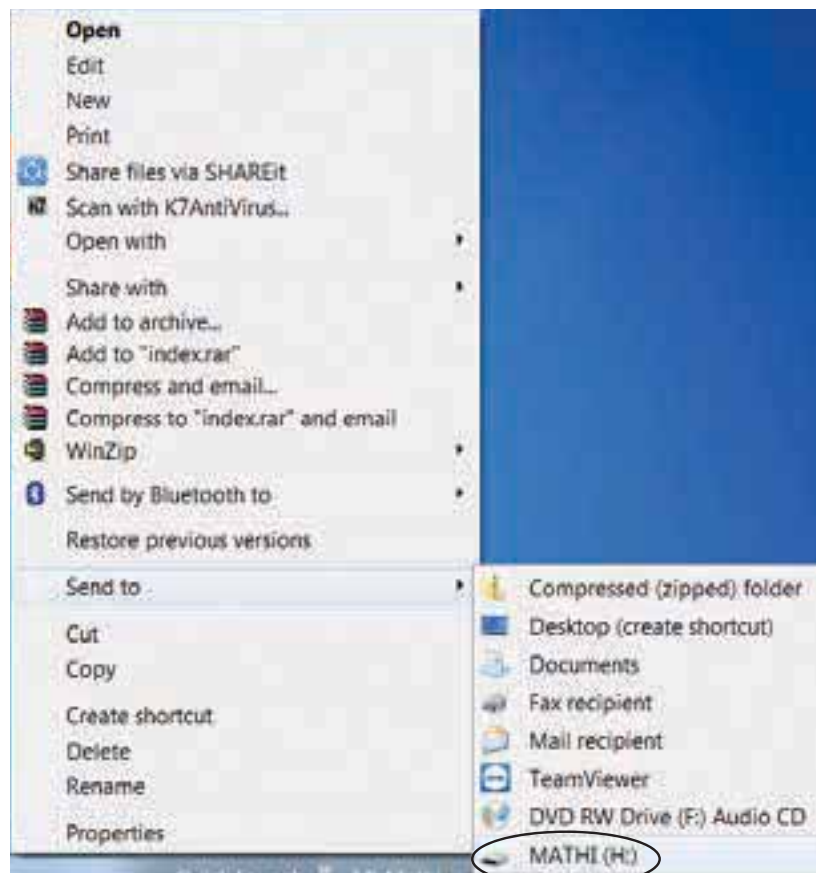 Open
Edit
New
Print
Share files via SHAREit
Scan with K7AntiVirus...
Open with
Share with
Add to archive...
Add to "index.rar"
Compress and email...
Compress to "index.rar" and email
WinZip
Send by Bluetooth to
Restore previous versions
Send to
Cut
Copy
Create shortcut
Delete
Rename
Properties
Compressed (zipped) folder
Desktop (create shortcut)
Documents
Fax recipient
Mail recipient
TeamViewer
DVD RW Drive (F:) Audio CD
MATHI (H:)